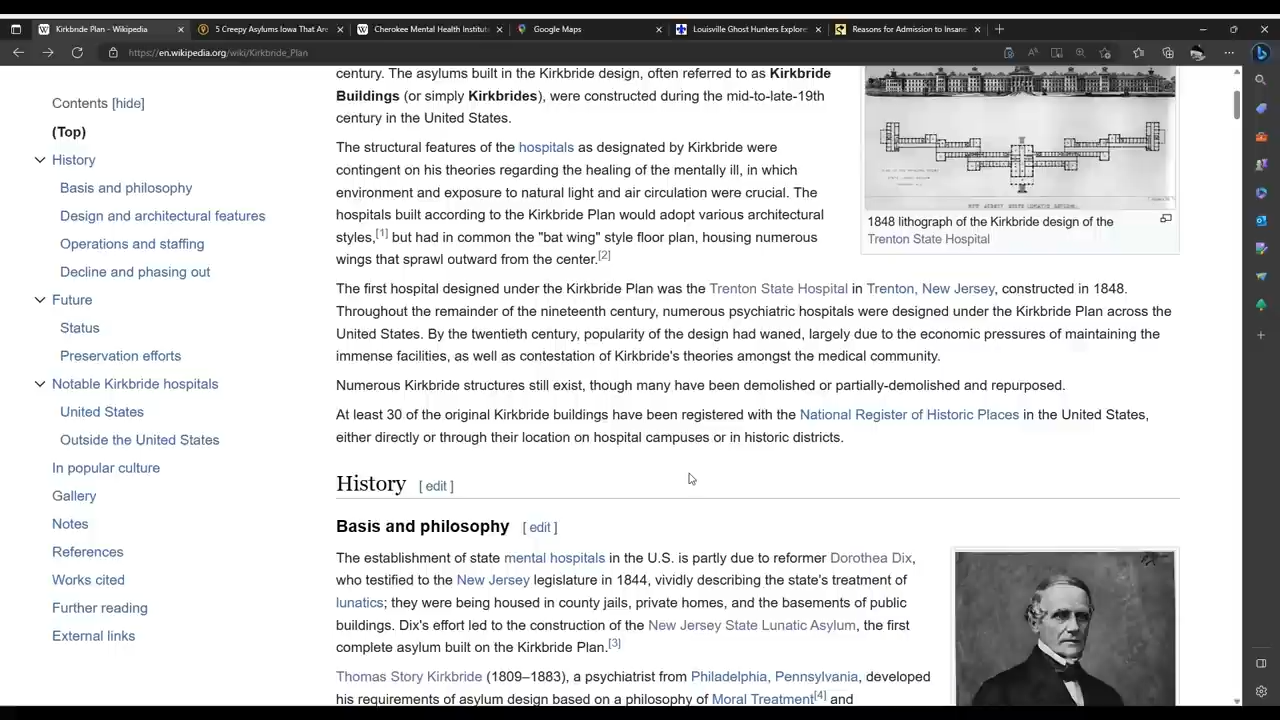 Kirkbride Plan - Wikipedia
5 Creepy Asylums Iowa That Are
Cherokee Mental Health Institute
Google Maps
Louisville Ghost Hunters Explore
Reasons for Admission to Insane
https://en.wikipedia.org/wiki/Kirkbride_Plan
Contents [hide]
(Top)
History
Basis and philosophy
Design and architectural features
Operations and staffing
Decline and phasing out
Future
Status
Preservation efforts
Notable Kirkbride hospitals
United States
Outside the United States
In popular culture
Gallery
Notes
References
Works cited
Further reading
External links
century. The asylums built in the Kirkbride design, often referred to as Kirkbride
Buildings (or simply Kirkbrides), were constructed during the mid-to-late-19th
century in the United States.
The structural features of the hospitals as designated by Kirkbride were
contingent on his theories regarding the healing of the mentally ill, in which
environment and exposure to natural light and air circulation were crucial. The
hospitals built according to the Kirkbride Plan would adopt various architectural
styles,[1] but had in common the "bat wing" style floor plan, housing numerous
wings that sprawl outward from the center.[2]
1848 lithograph of the Kirkbride design of the
Trenton State Hospital
The first hospital designed under the Kirkbride Plan was the Trenton State Hospital in Trenton, New Jersey, constructed in 1848.
Throughout the remainder of the nineteenth century, numerous psychiatric hospitals were designed under the Kirkbride Plan across the
United States. By the twentieth century, popularity of the design had waned, largely due to the economic pressures of maintaining the
immense facilities, as well as contestation of Kirkbride's theories amongst the medical community.
Numerous Kirkbride structures still exist, though many have been demolished or partially-demolished and repurposed.
At least 30 of the original Kirkbride buildings have been registered with the National Register of Historic Places in the United States,
either directly or through their location on hospital campuses or in historic districts.
History [ edit ]
Basis and philosophy [ edit ]
The establishment of state mental hospitals in the U.S. is partly due to reformer Dorothea Dix,
who testified to the New Jersey legislature in 1844, vividly describing the state's treatment of
lunatics; they were being housed in county jails, private homes, and the basements of public
buildings. Dix's effort led to the construction of the New Jersey State Lunatic Asylum, the first
complete asylum built on the Kirkbride Plan.[3]
Thomas Story Kirkbride (1809–1883), a psychiatrist from Philadelphia, Pennsylvania, developed
his requirements of asylum design based on a philosophy of Moral Treatment[4] and